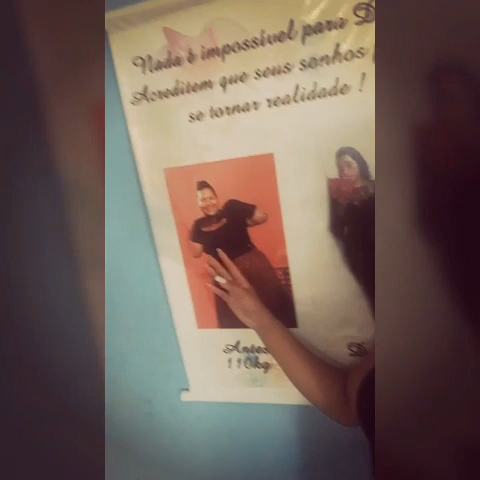 Nada é impossível para D
Acreditem que seus sonhos
se tornar realidade !
Antes
110kg
D